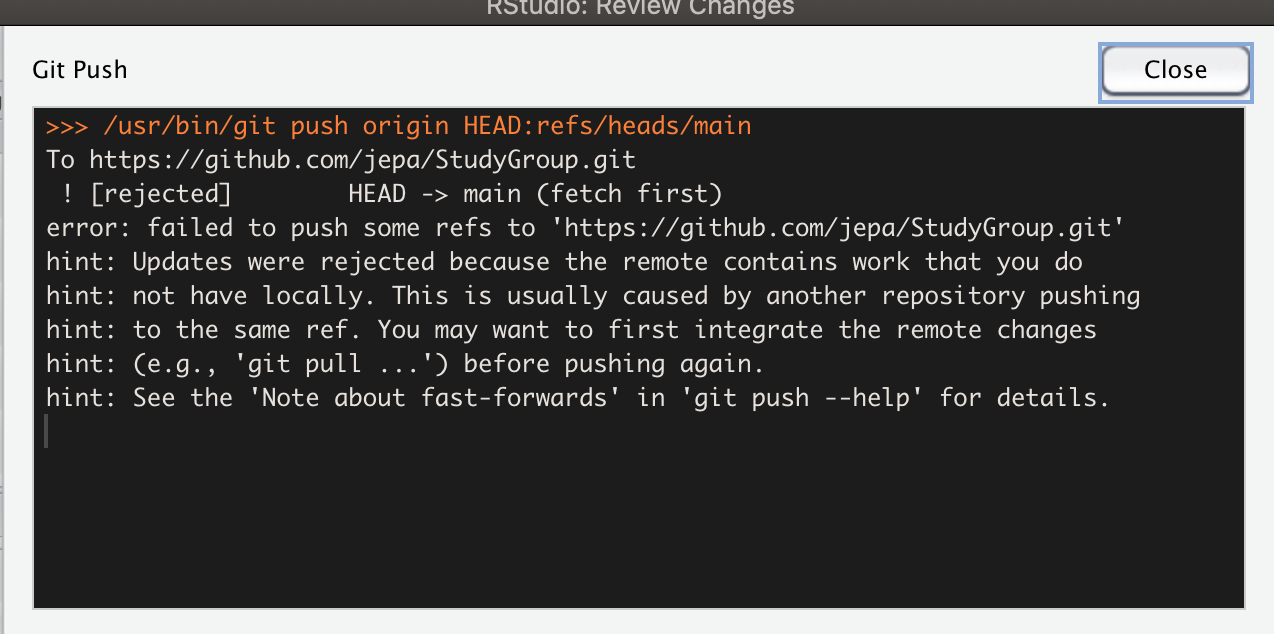 RStudio: Review Changes
Git Push
Close
>>> /usr/bin/git push origin HEAD:refs/heads/main
To https://github.com/jepa/StudyGroup.git
 ! [rejected]        HEAD -> main (fetch first)
error: failed to push some refs to 'https://github.com/jepa/StudyGroup.git'
hint: Updates were rejected because the remote contains work that you do
hint: not have locally. This is usually caused by another repository pushing
hint: to the same ref. You may want to first integrate the remote changes
hint: (e.g., 'git pull ...') before pushing again.
hint: See the 'Note about fast-forwards' in 'git push --help' for details.